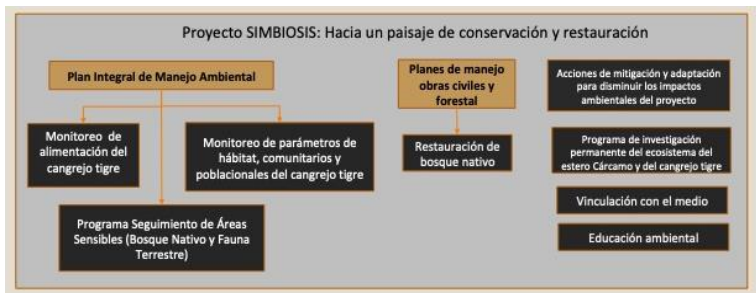 Proyecto SIMBIOSIS: Hacia un paisaje de conservación y restauración
Plan Integral de Manejo Ambiental
Monitoreo de
alimentación del
cangrejo tigre
Monitoreo de parámetros de
hábitat, comunitarios y
poblacionales del cangrejo tigre
Programa Seguimiento de Áreas
Sensibles (Bosque Nativo y Fauna
Terrestre)
Planes de manejo
obras civiles y
forestal
Restauración de
bosque nativo
Acciones de mitigación y adaptación
para disminuir los impactos
ambientales del proyecto
Programa de investigación
permanente del ecosistema del
estero Cárcamo y del cangrejo tigre
Vinculación con el medio
Educación ambiental